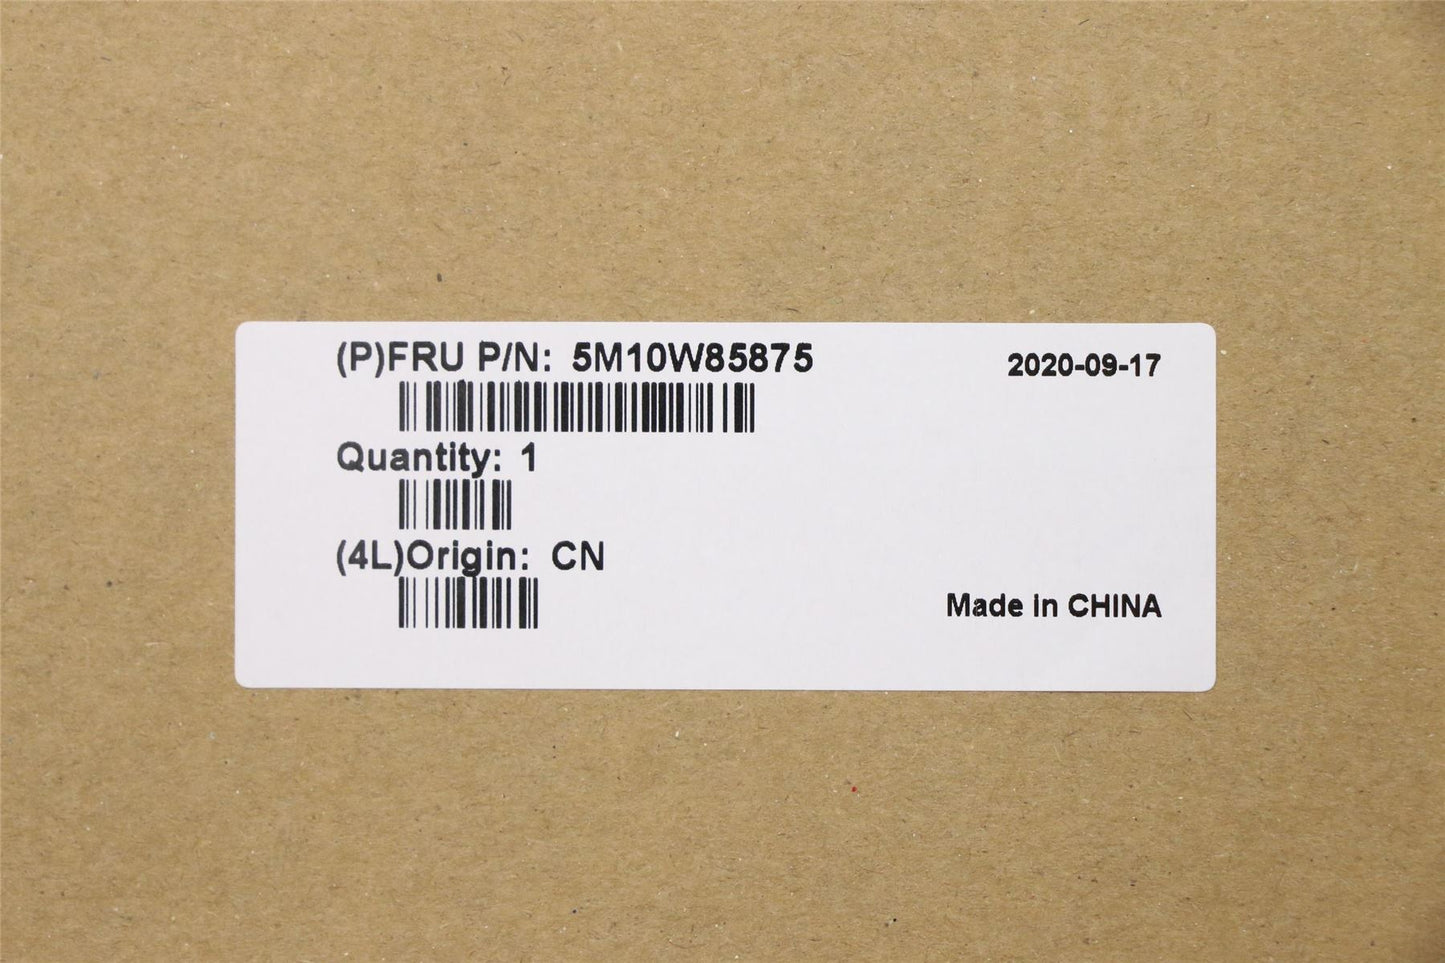 (P)FRU P/N: 5M10W85875
2020-09-17
Quantity: 1
(4L)Origin: CN
Made in CHINA